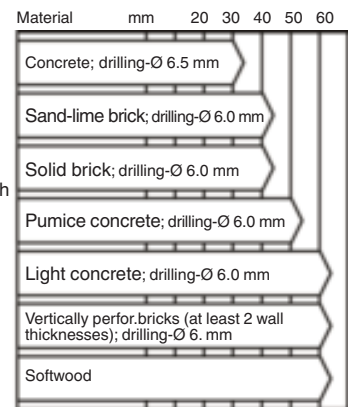 Material mm 20 30 40 50 60
Concrete; drilling-Ø 6.5 mm
Sand-lime brick; drilling-Ø 6.0 mm
Solid brick; drilling-Ø 6.0 mm
h
Pumice concrete; drilling-Ø 6.0 mm
Light concrete; drilling-Ø 6.0 mm
Vertically perfor.bricks (at least 2 wall
thicknesses); drilling-Ø 6. mm
Softwood